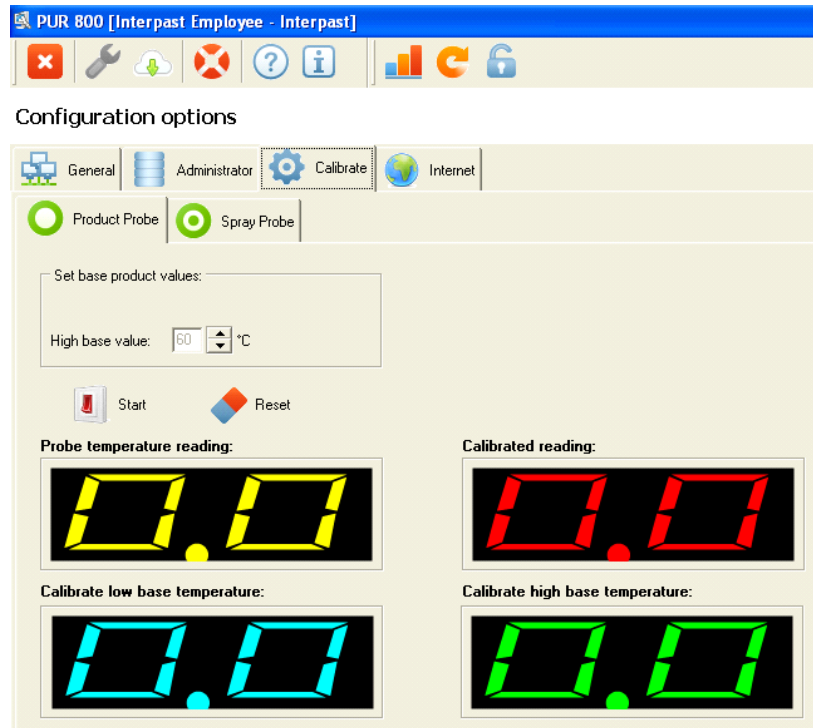 PUR 800 [Interpast Employee - Interpast]
Configuration options
General Administrator Calibrate Internet
Product Probe Spray Probe
Set base product values:
High base value: 60 °C
Start Reset
Probe temperature reading: Calibrated reading:
0.0 0.0
Calibrate low base temperature: Calibrate high base temperature:
0.0 0.0